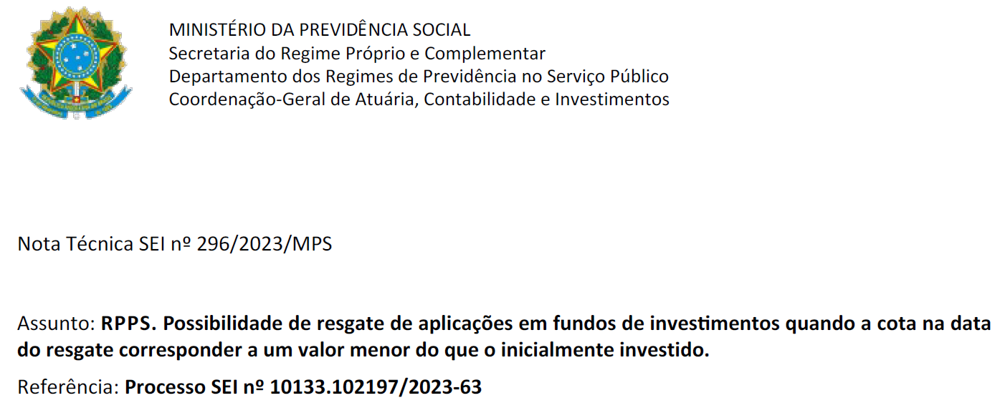 MINISTÉRIO DA PREVIDÊNCIA SOCIAL
Secretaria do Regime Próprio e Complementar
Departamento dos Regimes de Previdência no Serviço Público
Coordenação-Geral de Atuária, Contabilidade e Investimentos
Nota Técnica SEI nº 296/2023/MPS
Assunto: RPPS. Possibilidade de resgate de aplicações em fundos de investimentos quando a cota na data
do resgate corresponder a um valor menor do que o inicialmente investido.
Referência: Processo SEI nº 10133.102197/2023-63